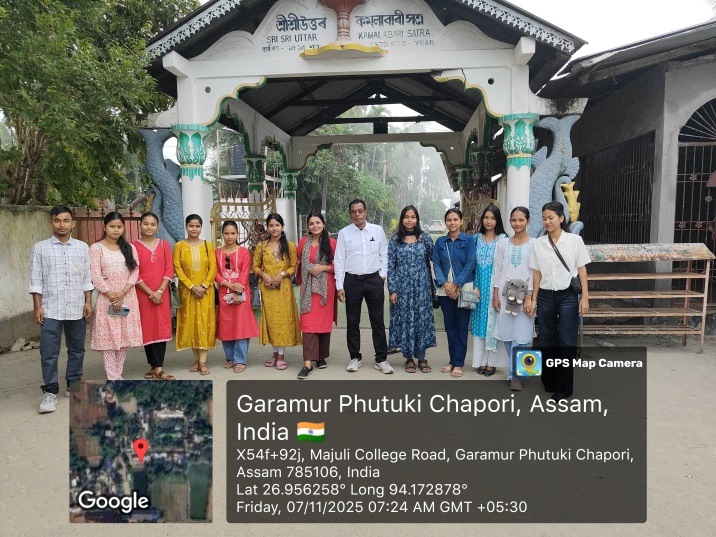 শ্ৰীশ্ৰীউত্তৰ কমলাবাৰী সত্ৰ
SRI SRI UTTAR KAMALABARI SATRA
1673 - YEAR
GPS Map Camera
Garamur Phutuki Chapori, Assam,
India 🇮🇳
X54f+92j, Majuli College Road, Garamur Phutuki Chapori,
Assam 785106, India
Lat 26.956258° Long 94.172878°
Friday, 07/11/2025 07:24 AM GMT +05:30
Google